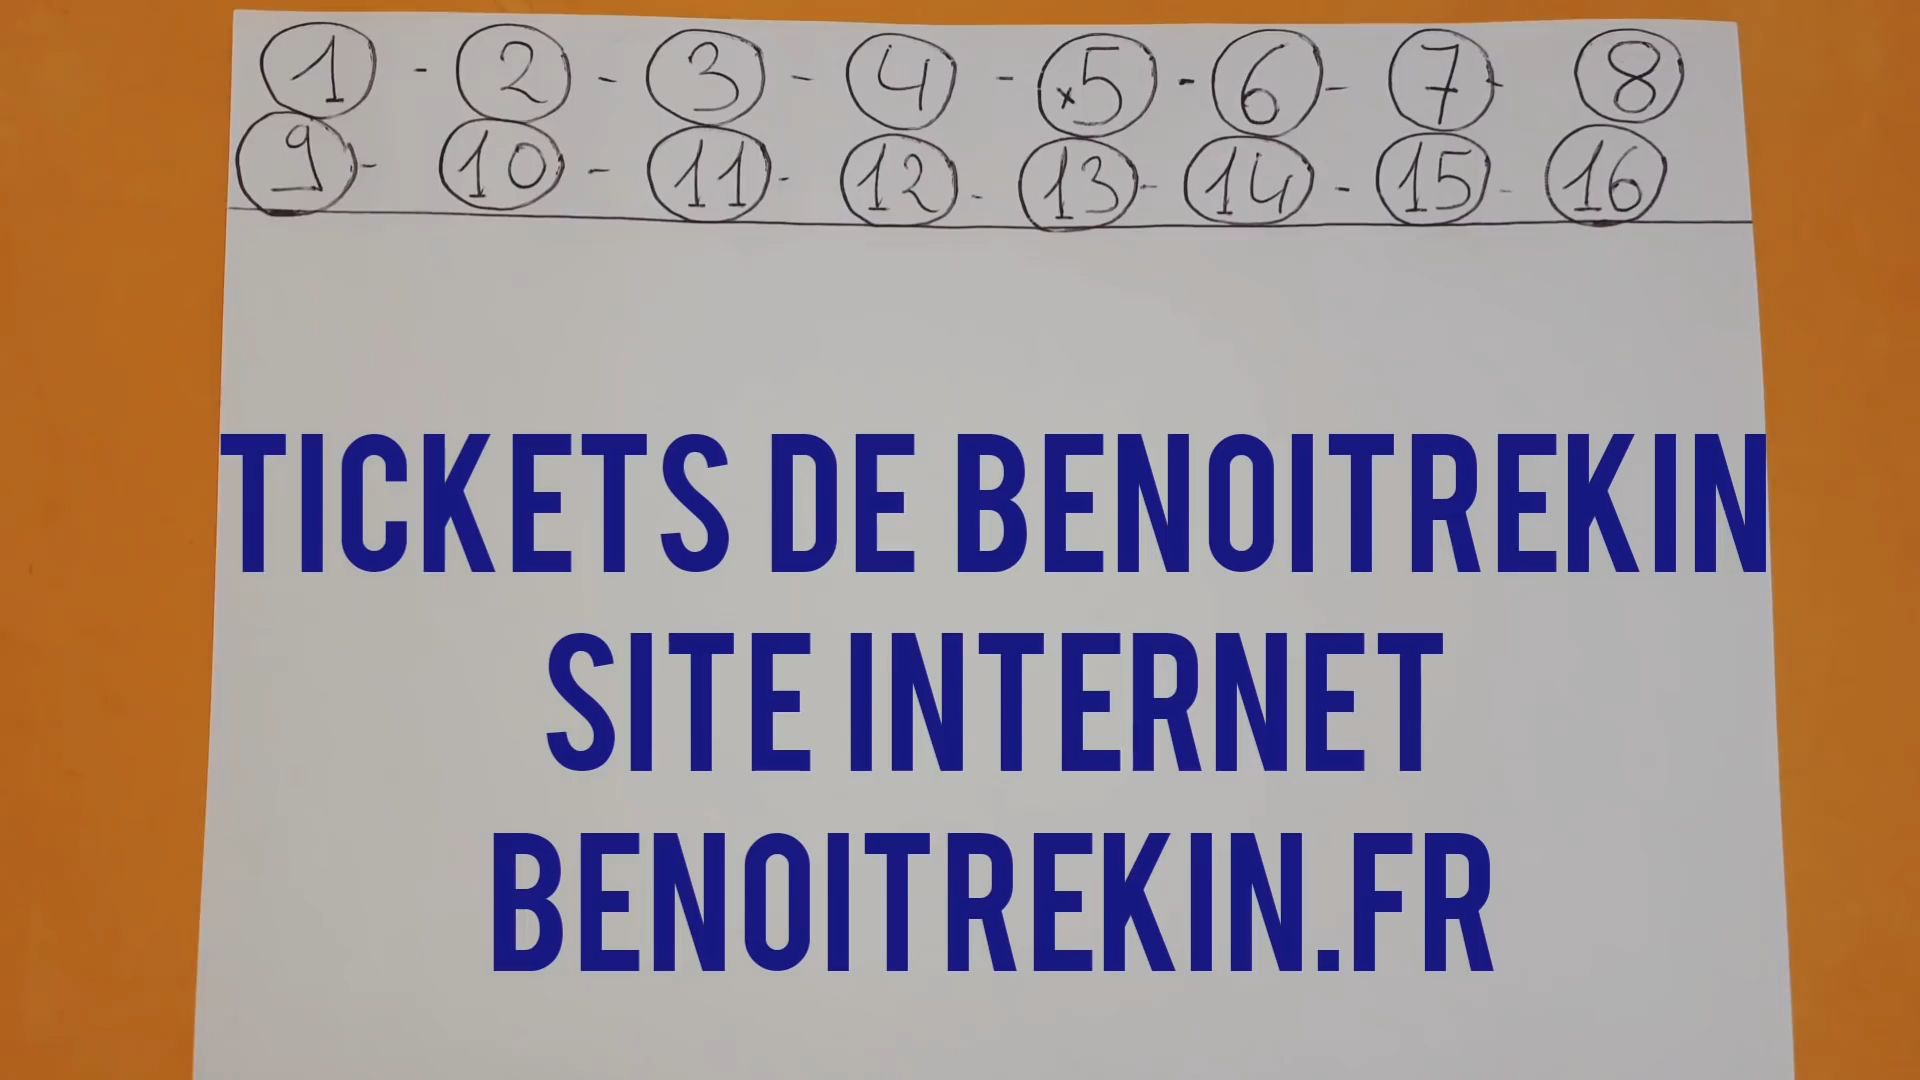 1 - 2 - 3 - 4 - x5 - 6 - 7 - 8
9 - 10 - 11 - 12 - 13 - 14 - 15 - 16
TICKETS DE BENOITREKIN
SITE INTERNET
BENOITREKIN.FR